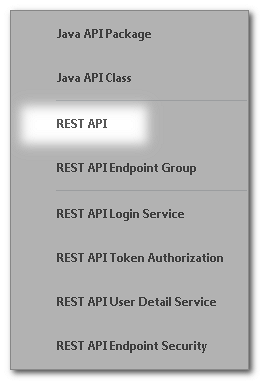 Java API Package
Java API Class
REST API
REST API Endpoint Group
REST API Login Service
REST API Token Authorization
REST API User Detail Service
REST API Endpoint Security